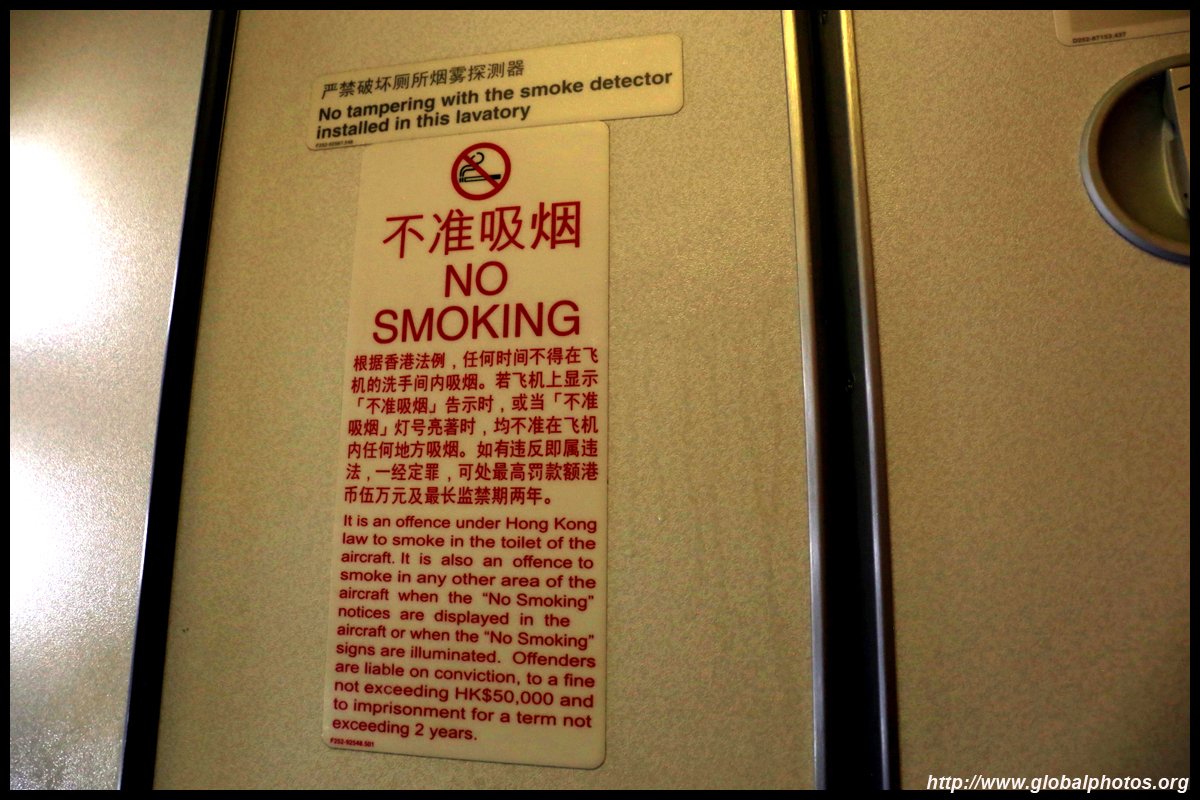 严禁破坏厕所烟雾探测器
No tampering with the smoke detector
installed in this lavatory
不准吸烟
NO
SMOKING
根据香港法例，任何时间不得在飞
机的洗手间内吸烟。若飞机上显示
「不准吸烟」告示时，或当「不准
吸烟」灯号亮著时，均不准在飞机
内任何地方吸烟。如有违反即属违
法，一经定罪，可处最高罚款额港
币伍万元及最长监禁期两年。
It is an offence under Hong Kong
law to smoke in the toilet of the
aircraft. It is also an offence to
smoke in any other area of the
aircraft when the “No Smoking”
notices are displayed in the
aircraft or when the “No Smoking”
signs are illuminated. Offenders
are liable on conviction, to a fine
not exceeding HK$50,000 and
to imprisonment for a term not
exceeding 2 years.
F252-92548.501
http://www.globalphotos.org